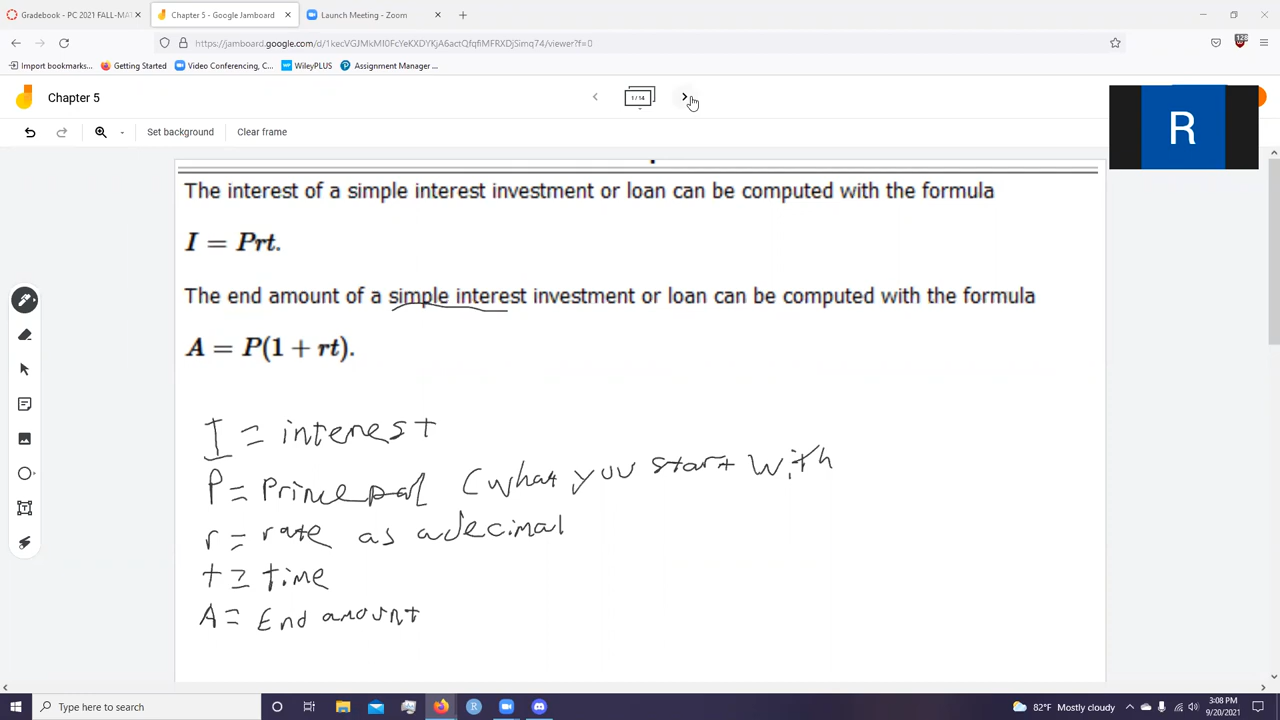 Gradebook - PC 2021 FALL-MAT
Chapter 5 - Google Jamboard
Launch Meeting - Zoom
https://jamboard.google.com/d/1kecVGJMkMI0FcYeKXDYKjA6actQfqfiMFRXDjSimq74/viewer?f=0
128
Import bookmarks...
Getting Started
Video Conferencing, C...
WileyPLUS
Assignment Manager ...
Chapter 5
1 / 14
Set background
Clear frame
R
The interest of a simple interest investment or loan can be computed with the formula
I = Prt.
The end amount of a simple interest investment or loan can be computed with the formula
A = P(1 + rt).
I = interest
P = Principal (what you start with
r = rate as a decimal
t = time
A = End amount
Type here to search
R
82°F Mostly cloudy
3:08 PM
9/20/2021